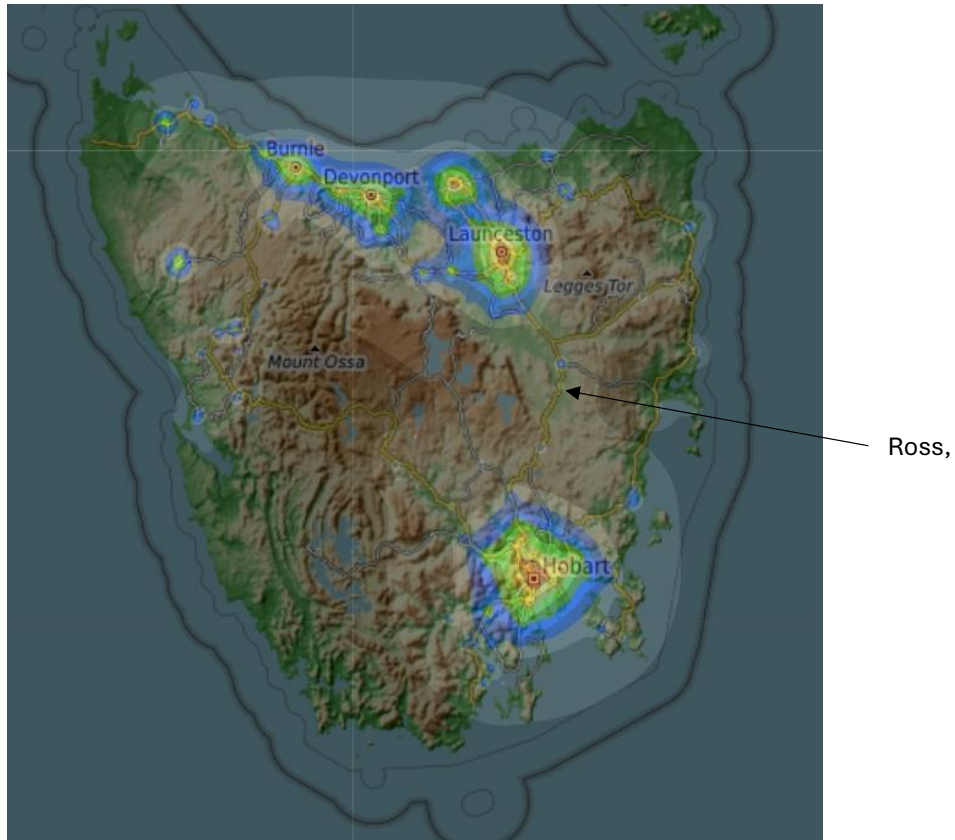 Burnie
Devonport
Launceston
Legges Tor
Mount Ossa
Ross,
Hobart